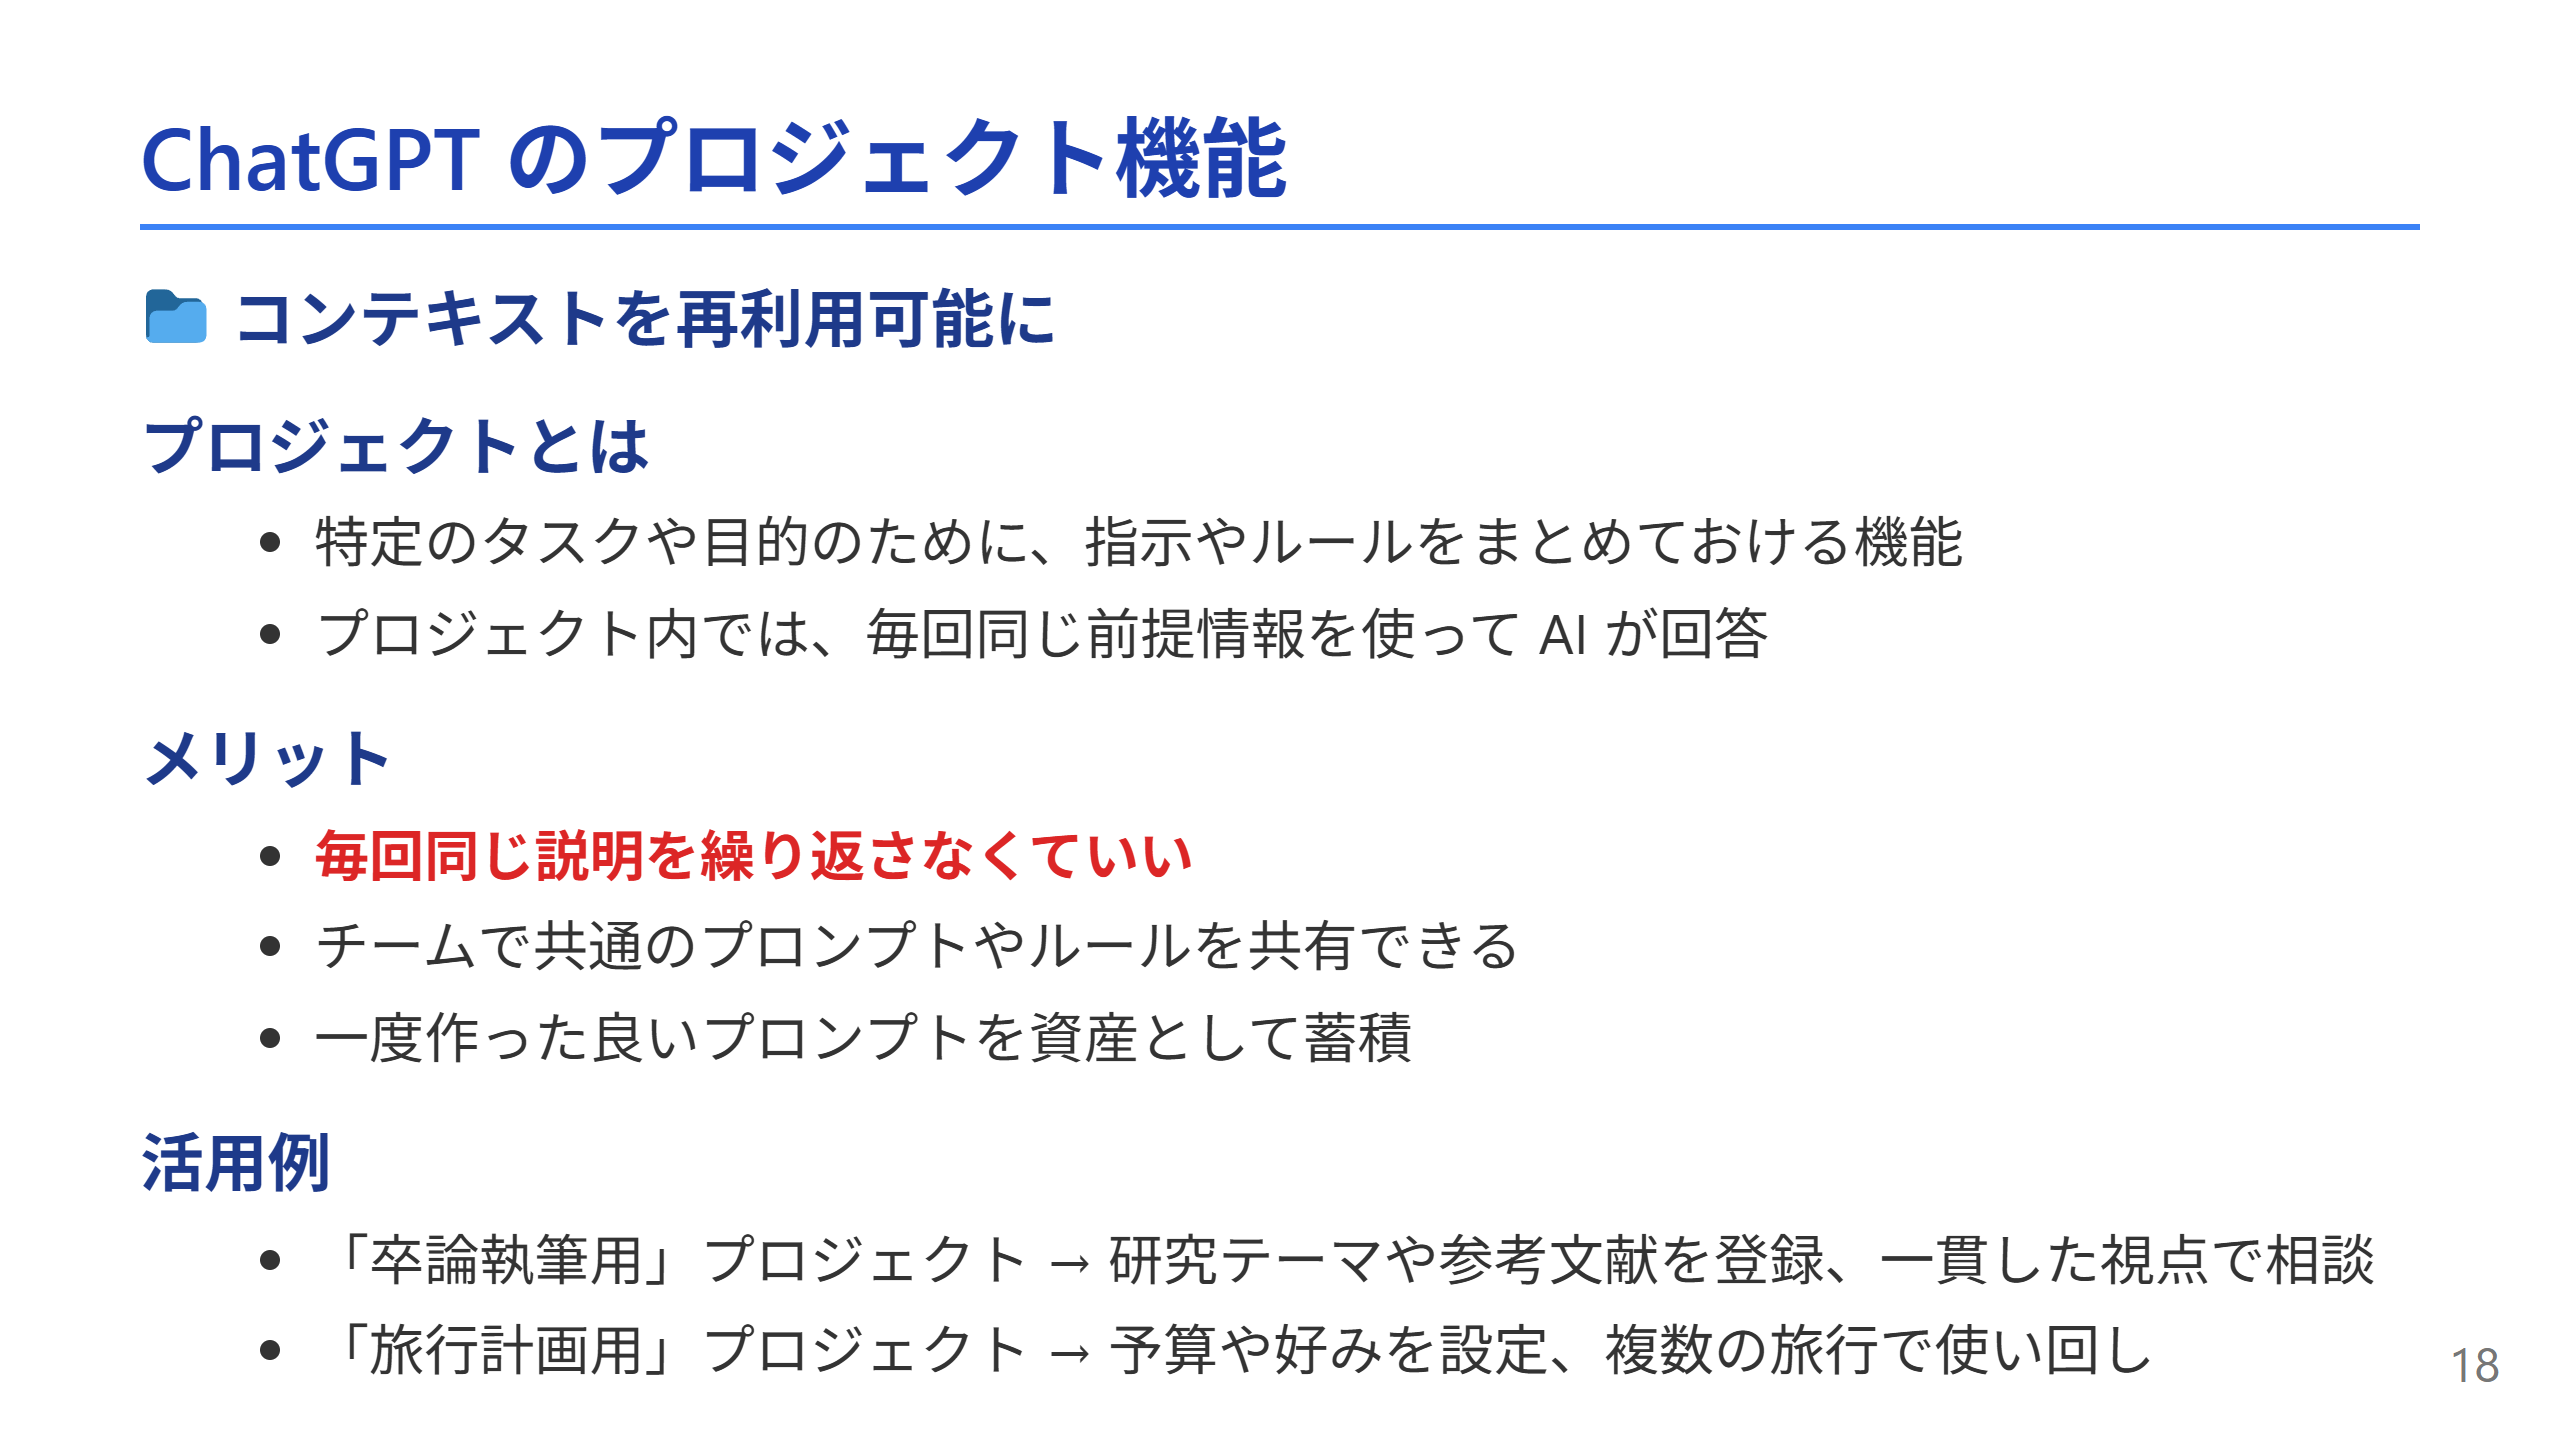 ChatGPT のプロジェクト機能
コンテキストを再利用可能に
プロジェクトとは
• 特定のタスクや目的のために、指示やルールをまとめておける機能
• プロジェクト内では、毎回同じ前提情報を使って AI が回答
メリット
• 毎回同じ説明を繰り返さなくていい
• チームで共通のプロンプトやルールを共有できる
• 一度作った良いプロンプトを資産として蓄積
活用例
• 「卒論執筆用」プロジェクト → 研究テーマや参考文献を登録、一貫した視点で相談
• 「旅行計画用」プロジェクト → 予算や好みを設定、複数の旅行で使い回し
18